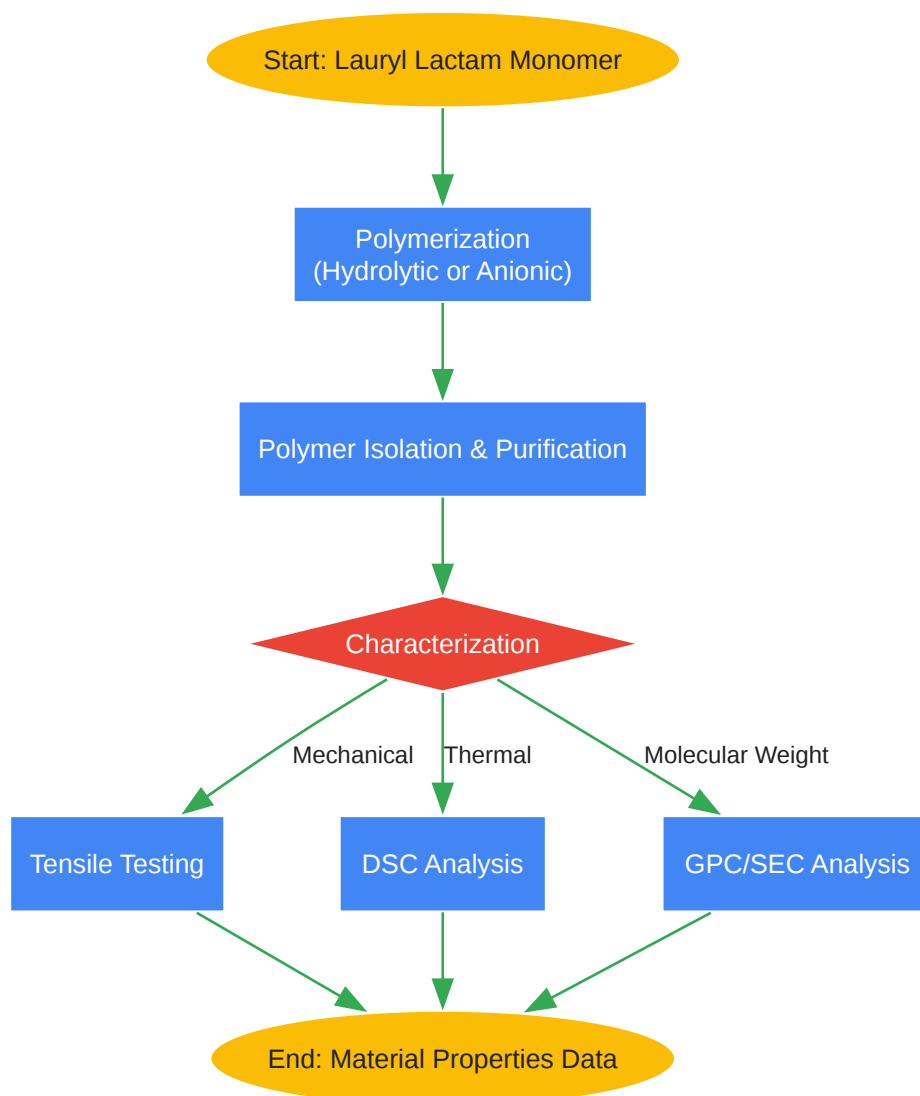 Start: Lauryl Lactam Monomer
Polymerization
(Hydrolytic or Anionic)
Polymer Isolation & Purification
Characterization
Mechanical
Thermal
Molecular Weight
Tensile Testing
DSC Analysis
GPC/SEC Analysis
End: Material Properties Data